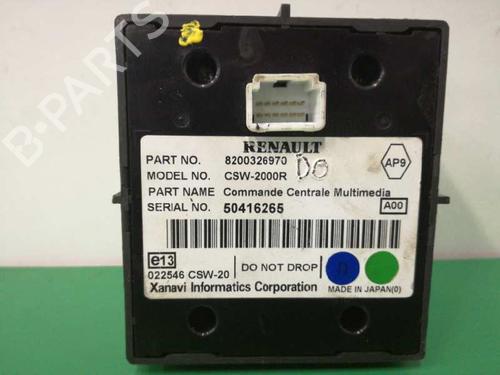 RENAULT
PART NO. 8200326970
MODEL NO. CSW-2000R
DO
AP9
PART NAME Commande Centrale Multimedia
SERIAL NO. 50416265
A00
e13
022546 CSW-20
DO NOT DROP
Xanavi Informatics Corporation
MADE IN JAPAN(0)
B-PARTS